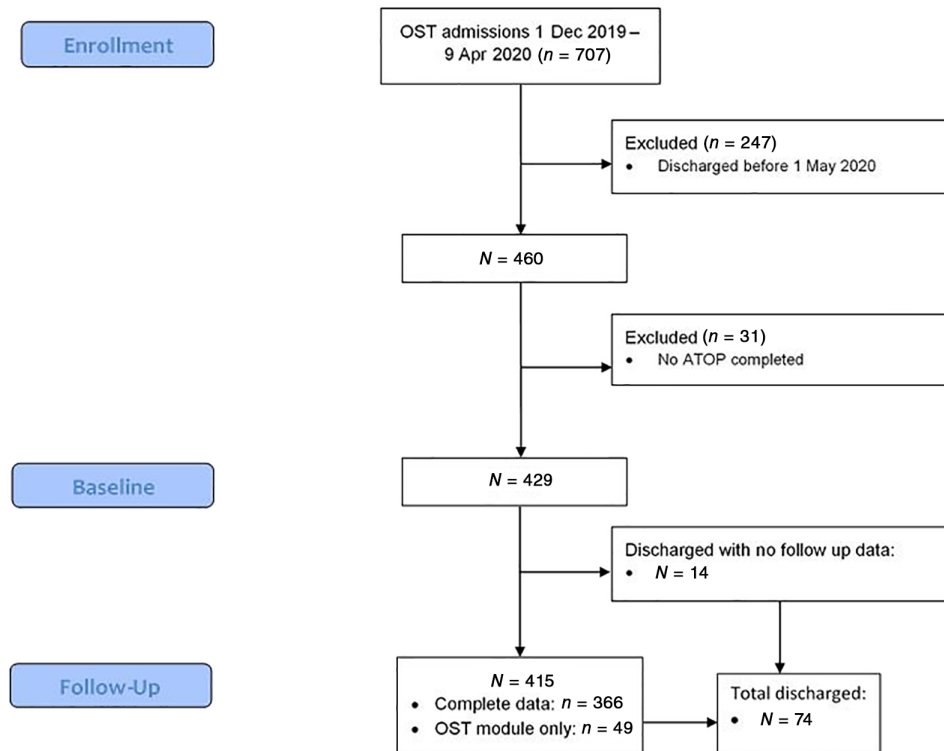 Enrollment
OST admissions 1 Dec 2019 –
9 Apr 2020 (n = 707)
Excluded (n = 247)
• Discharged before 1 May 2020
N = 460
Excluded (n = 31)
• No ATOP completed
Baseline
N = 429
Discharged with no follow up data:
• N = 14
Follow-Up
N = 415
• Complete data: n = 366
• OST module only: n = 49
Total discharged:
• N = 74